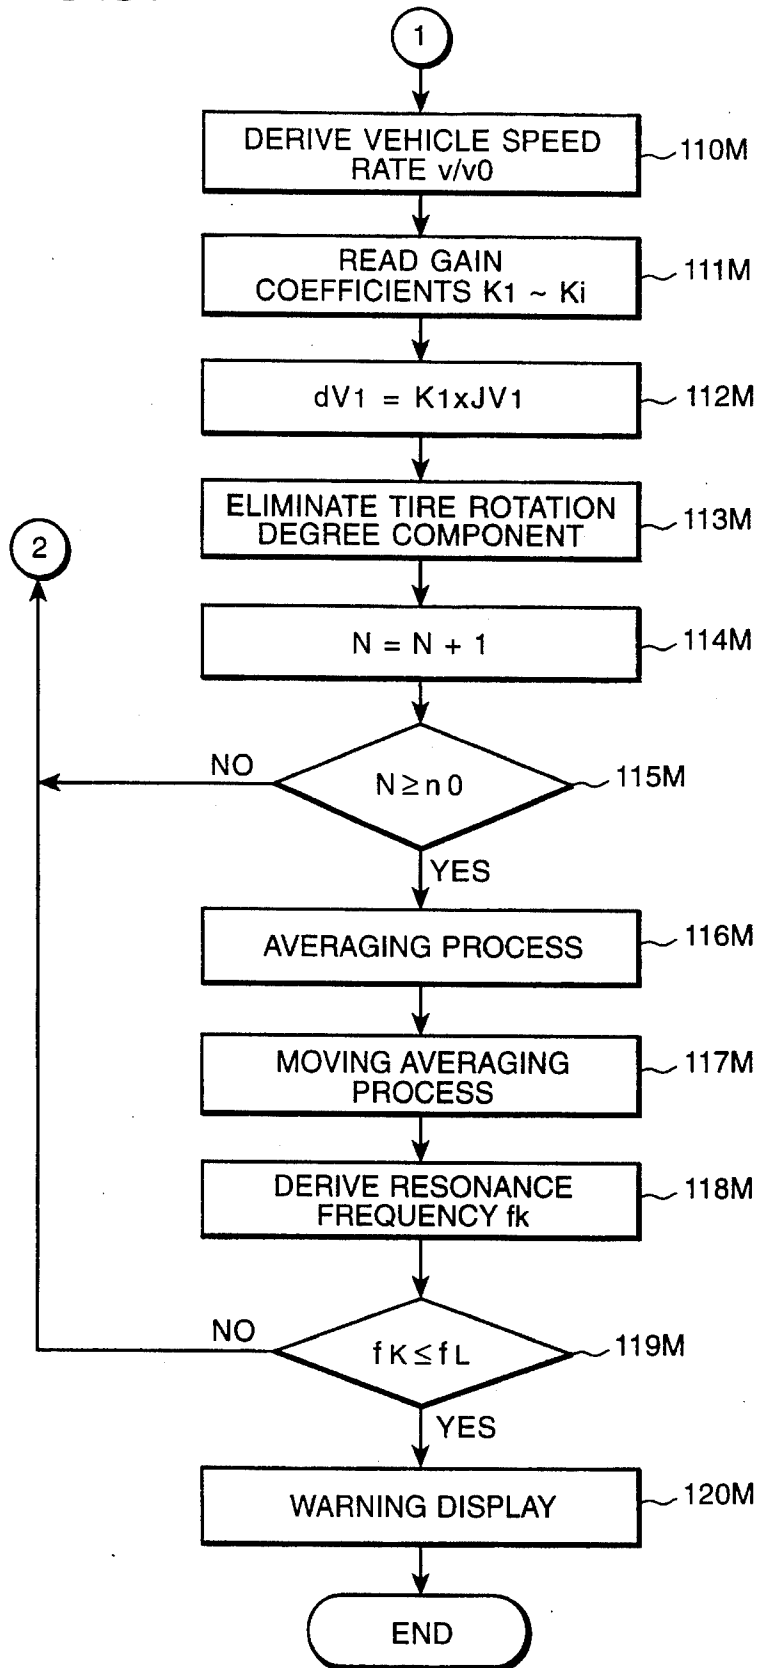 1
DERIVE VEHICLE SPEED
RATE v/v0
110M
READ GAIN
COEFFICIENTS K1 ~ Ki
111M
dV1 = K1xJV1
112M
ELIMINATE TIRE ROTATION
DEGREE COMPONENT
113M
2
N = N + 1
114M
NO
N≥n0
115M
YES
AVERAGING PROCESS
116M
MOVING AVERAGING
PROCESS
117M
DERIVE RESONANCE
FREQUENCY fk
118M
NO
fK≤fL
119M
YES
WARNING DISPLAY
120M
END